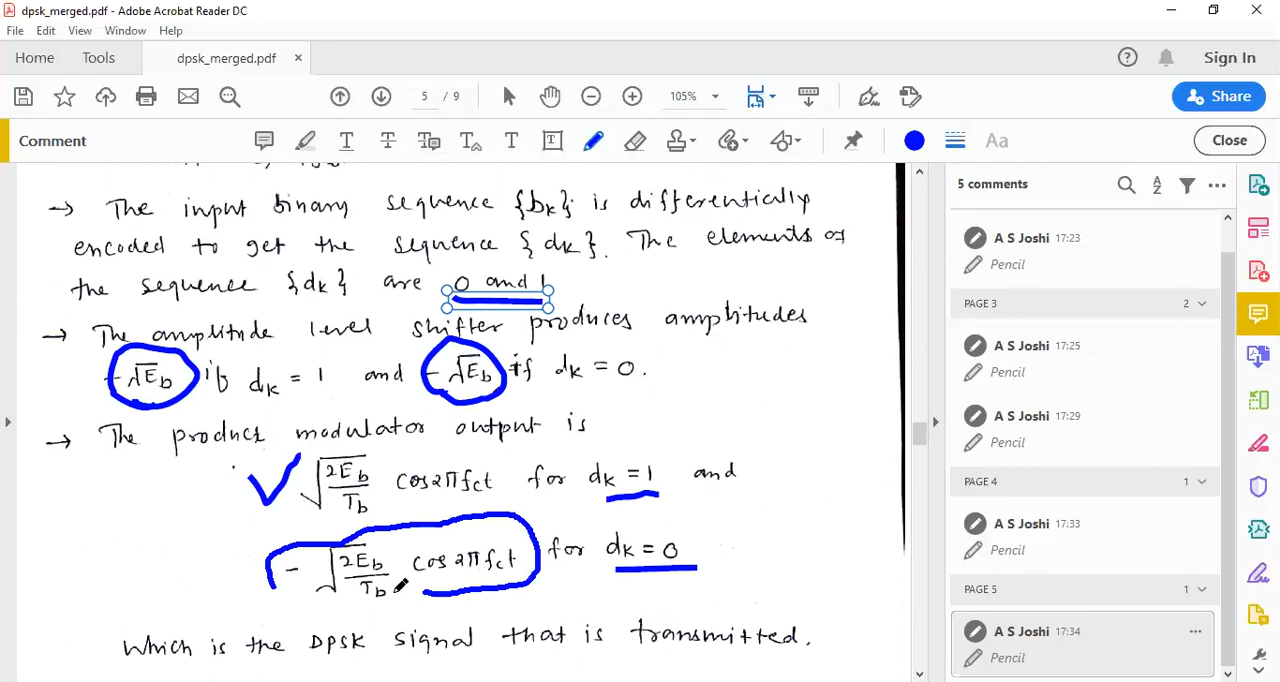 dpsk_merged.pdf - Adobe Acrobat Reader DC
File Edit View Window Help
Home Tools dpsk_merged.pdf × Sign In
5 / 9 105% Share
Comment Aa Close
→ The input binary sequence {bk} is differentially
encoded to get the sequence {dk}. The elements of
the sequence {dk} are 0 and 1
→ The amplitude level shifter produces amplitudes
√Eb if dk = 1 and -√Eb if dk = 0.
→ The product modulator output is
√2Eb/Tb cos2πfct for dk = 1 and
- √2Eb/Tb cos2πfct for dk = 0
Which is the DPSK signal that is transmitted.
5 comments
A S Joshi 17:23
Pencil
PAGE 3 2
A S Joshi 17:25
Pencil
A S Joshi 17:29
Pencil
PAGE 4 1
A S Joshi 17:33
Pencil
PAGE 5 1
A S Joshi 17:34
Pencil